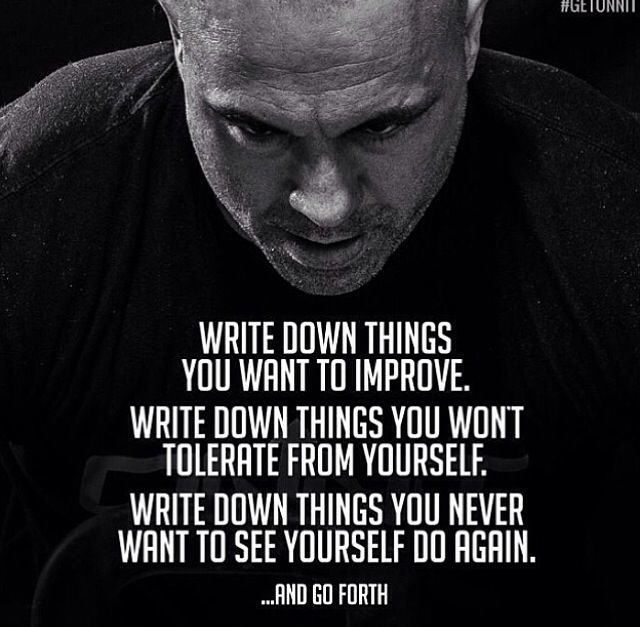 #GETONNIT
WRITE DOWN THINGS
YOU WANT TO IMPROVE.
WRITE DOWN THINGS YOU WON'T
TOLERATE FROM YOURSELF.
WRITE DOWN THINGS YOU NEVER
WANT TO SEE YOURSELF DO AGAIN.
...AND GO FORTH